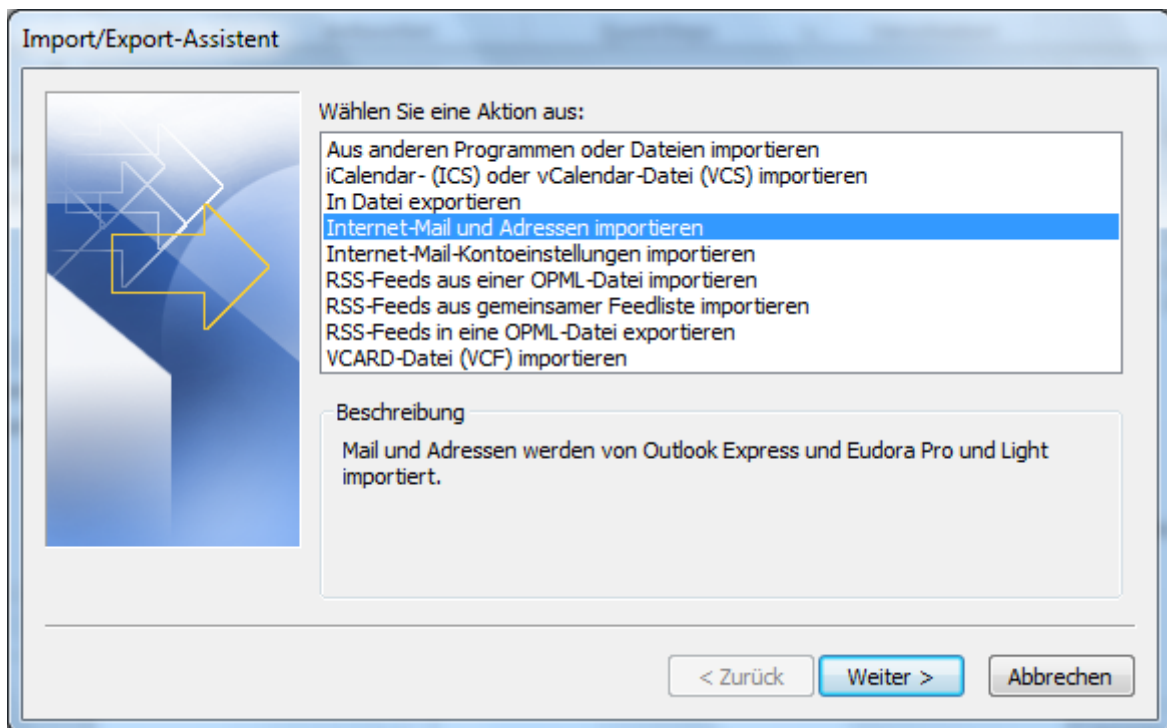 Import/Export-Assistent
Wählen Sie eine Aktion aus:
Aus anderen Programmen oder Dateien importieren
iCalendar- (ICS) oder vCalendar-Datei (VCS) importieren
In Datei exportieren
Internet-Mail und Adressen importieren
Internet-Mail-Kontoeinstellungen importieren
RSS-Feeds aus einer OPML-Datei importieren
RSS-Feeds aus gemeinsamer Feedliste importieren
RSS-Feeds in eine OPML-Datei exportieren
VCARD-Datei (VCF) importieren
Beschreibung
Mail und Adressen werden von Outlook Express und Eudora Pro und Light
importiert.
< Zurück Weiter > Abbrechen